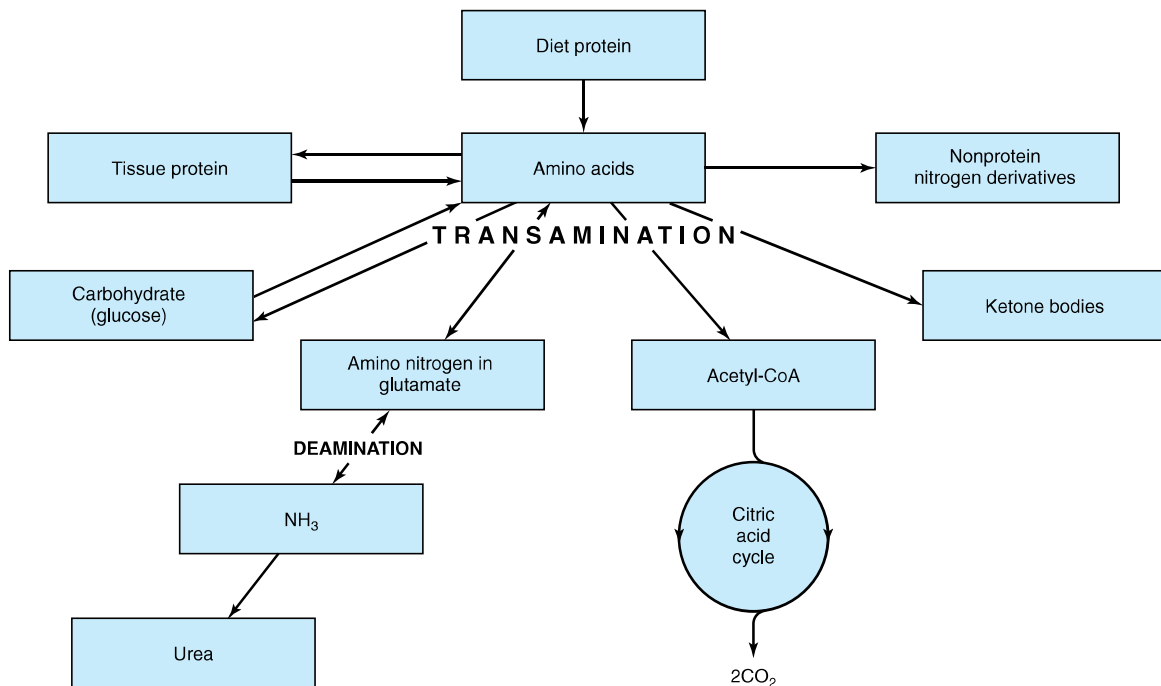 Diet protein
Tissue protein
Amino acids
Nonprotein
nitrogen derivatives
TRANSAMINATION
Carbohydrate
(glucose)
Ketone bodies
Amino nitrogen in
glutamate
Acetyl-CoA
DEAMINATION
NH₃
Citric
acid
cycle
Urea
2CO₂